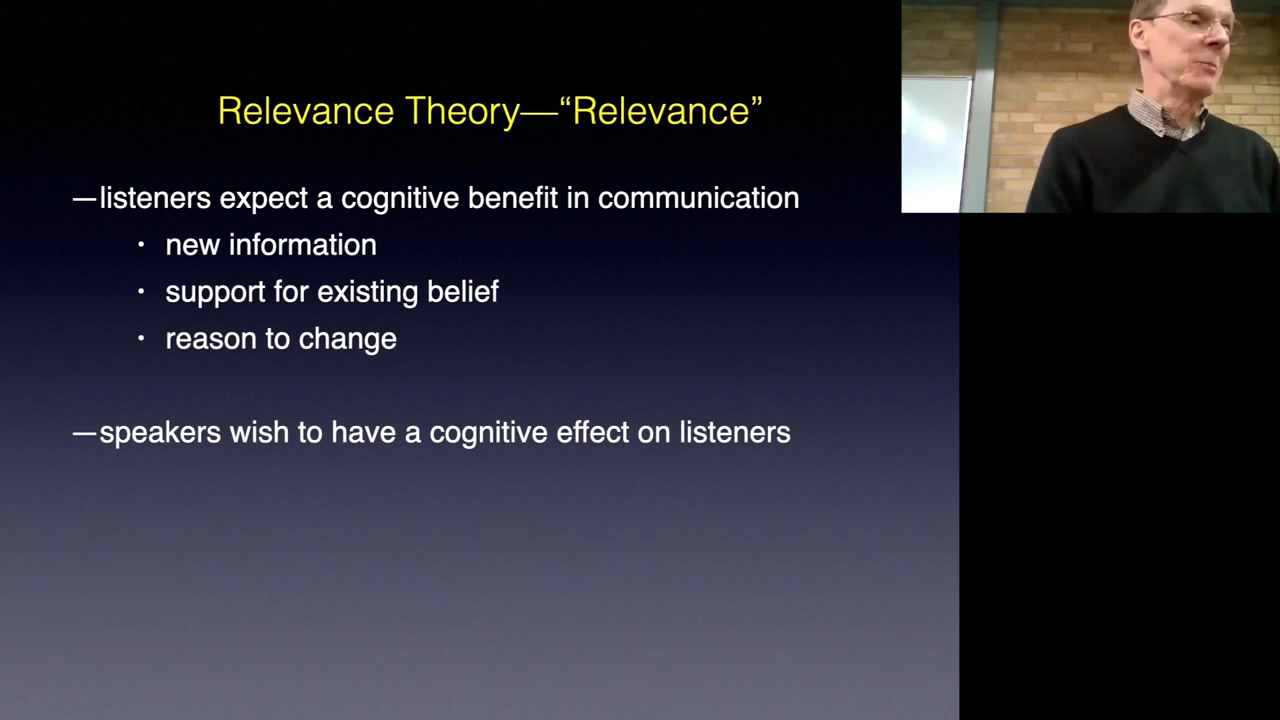 Relevance Theory—“Relevance”
—listeners expect a cognitive benefit in communication
• new information
• support for existing belief
• reason to change
—speakers wish to have a cognitive effect on listeners